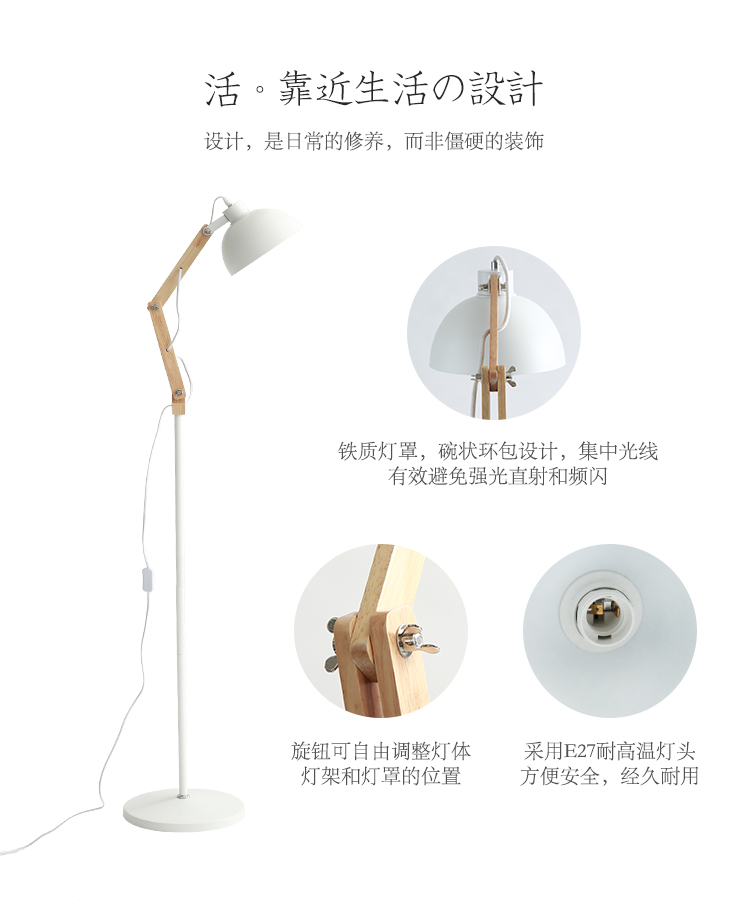 活。靠近生活の設計
设计，是日常的修养，而非僵硬的装饰
铁质灯罩，碗状环包设计，集中光线
有效避免强光直射和频闪
旋钮可自由调整灯体
灯架和灯罩的位置
采用E27耐高温灯头
方便安全，经久耐用